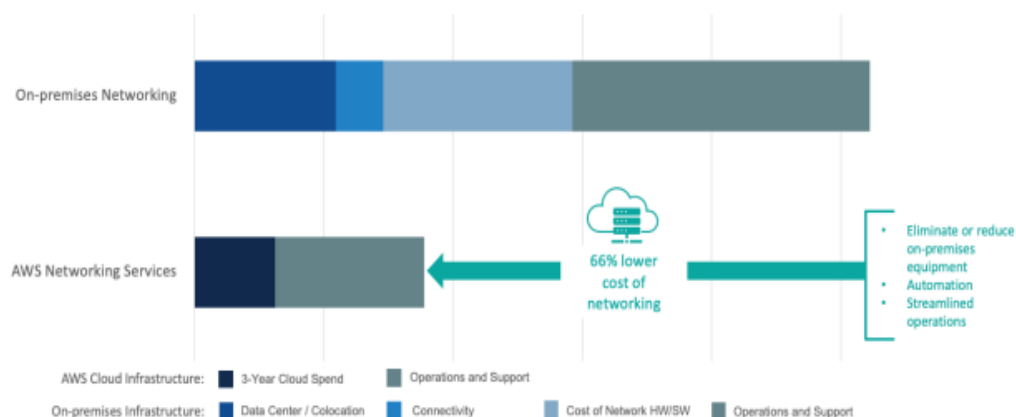 On-premises Networking
AWS Networking Services
66% lower
cost of
networking
• Eliminate or reduce
on-premises
equipment
• Automation
• Streamlined
operations
AWS Cloud Infrastructure: 3-Year Cloud Spend Operations and Support
On-premises Infrastructure: Data Center / Colocation Connectivity Cost of Network HW/SW Operations and Support